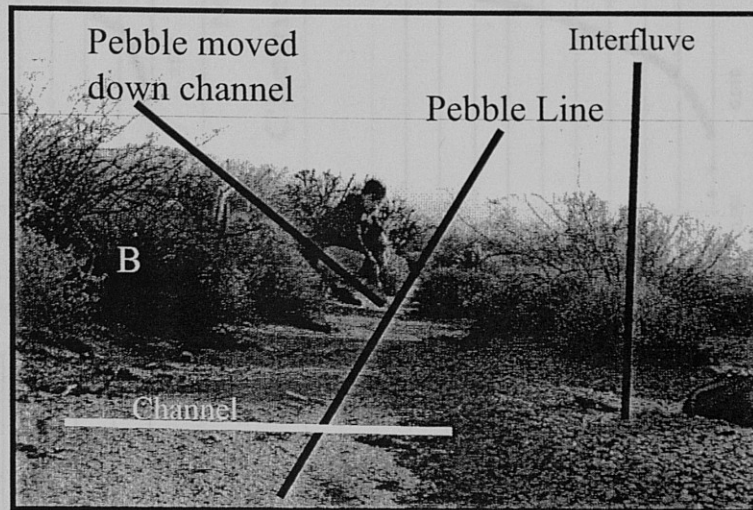 Pebble moved
down channel
Interfluve
Pebble Line
B
Channel